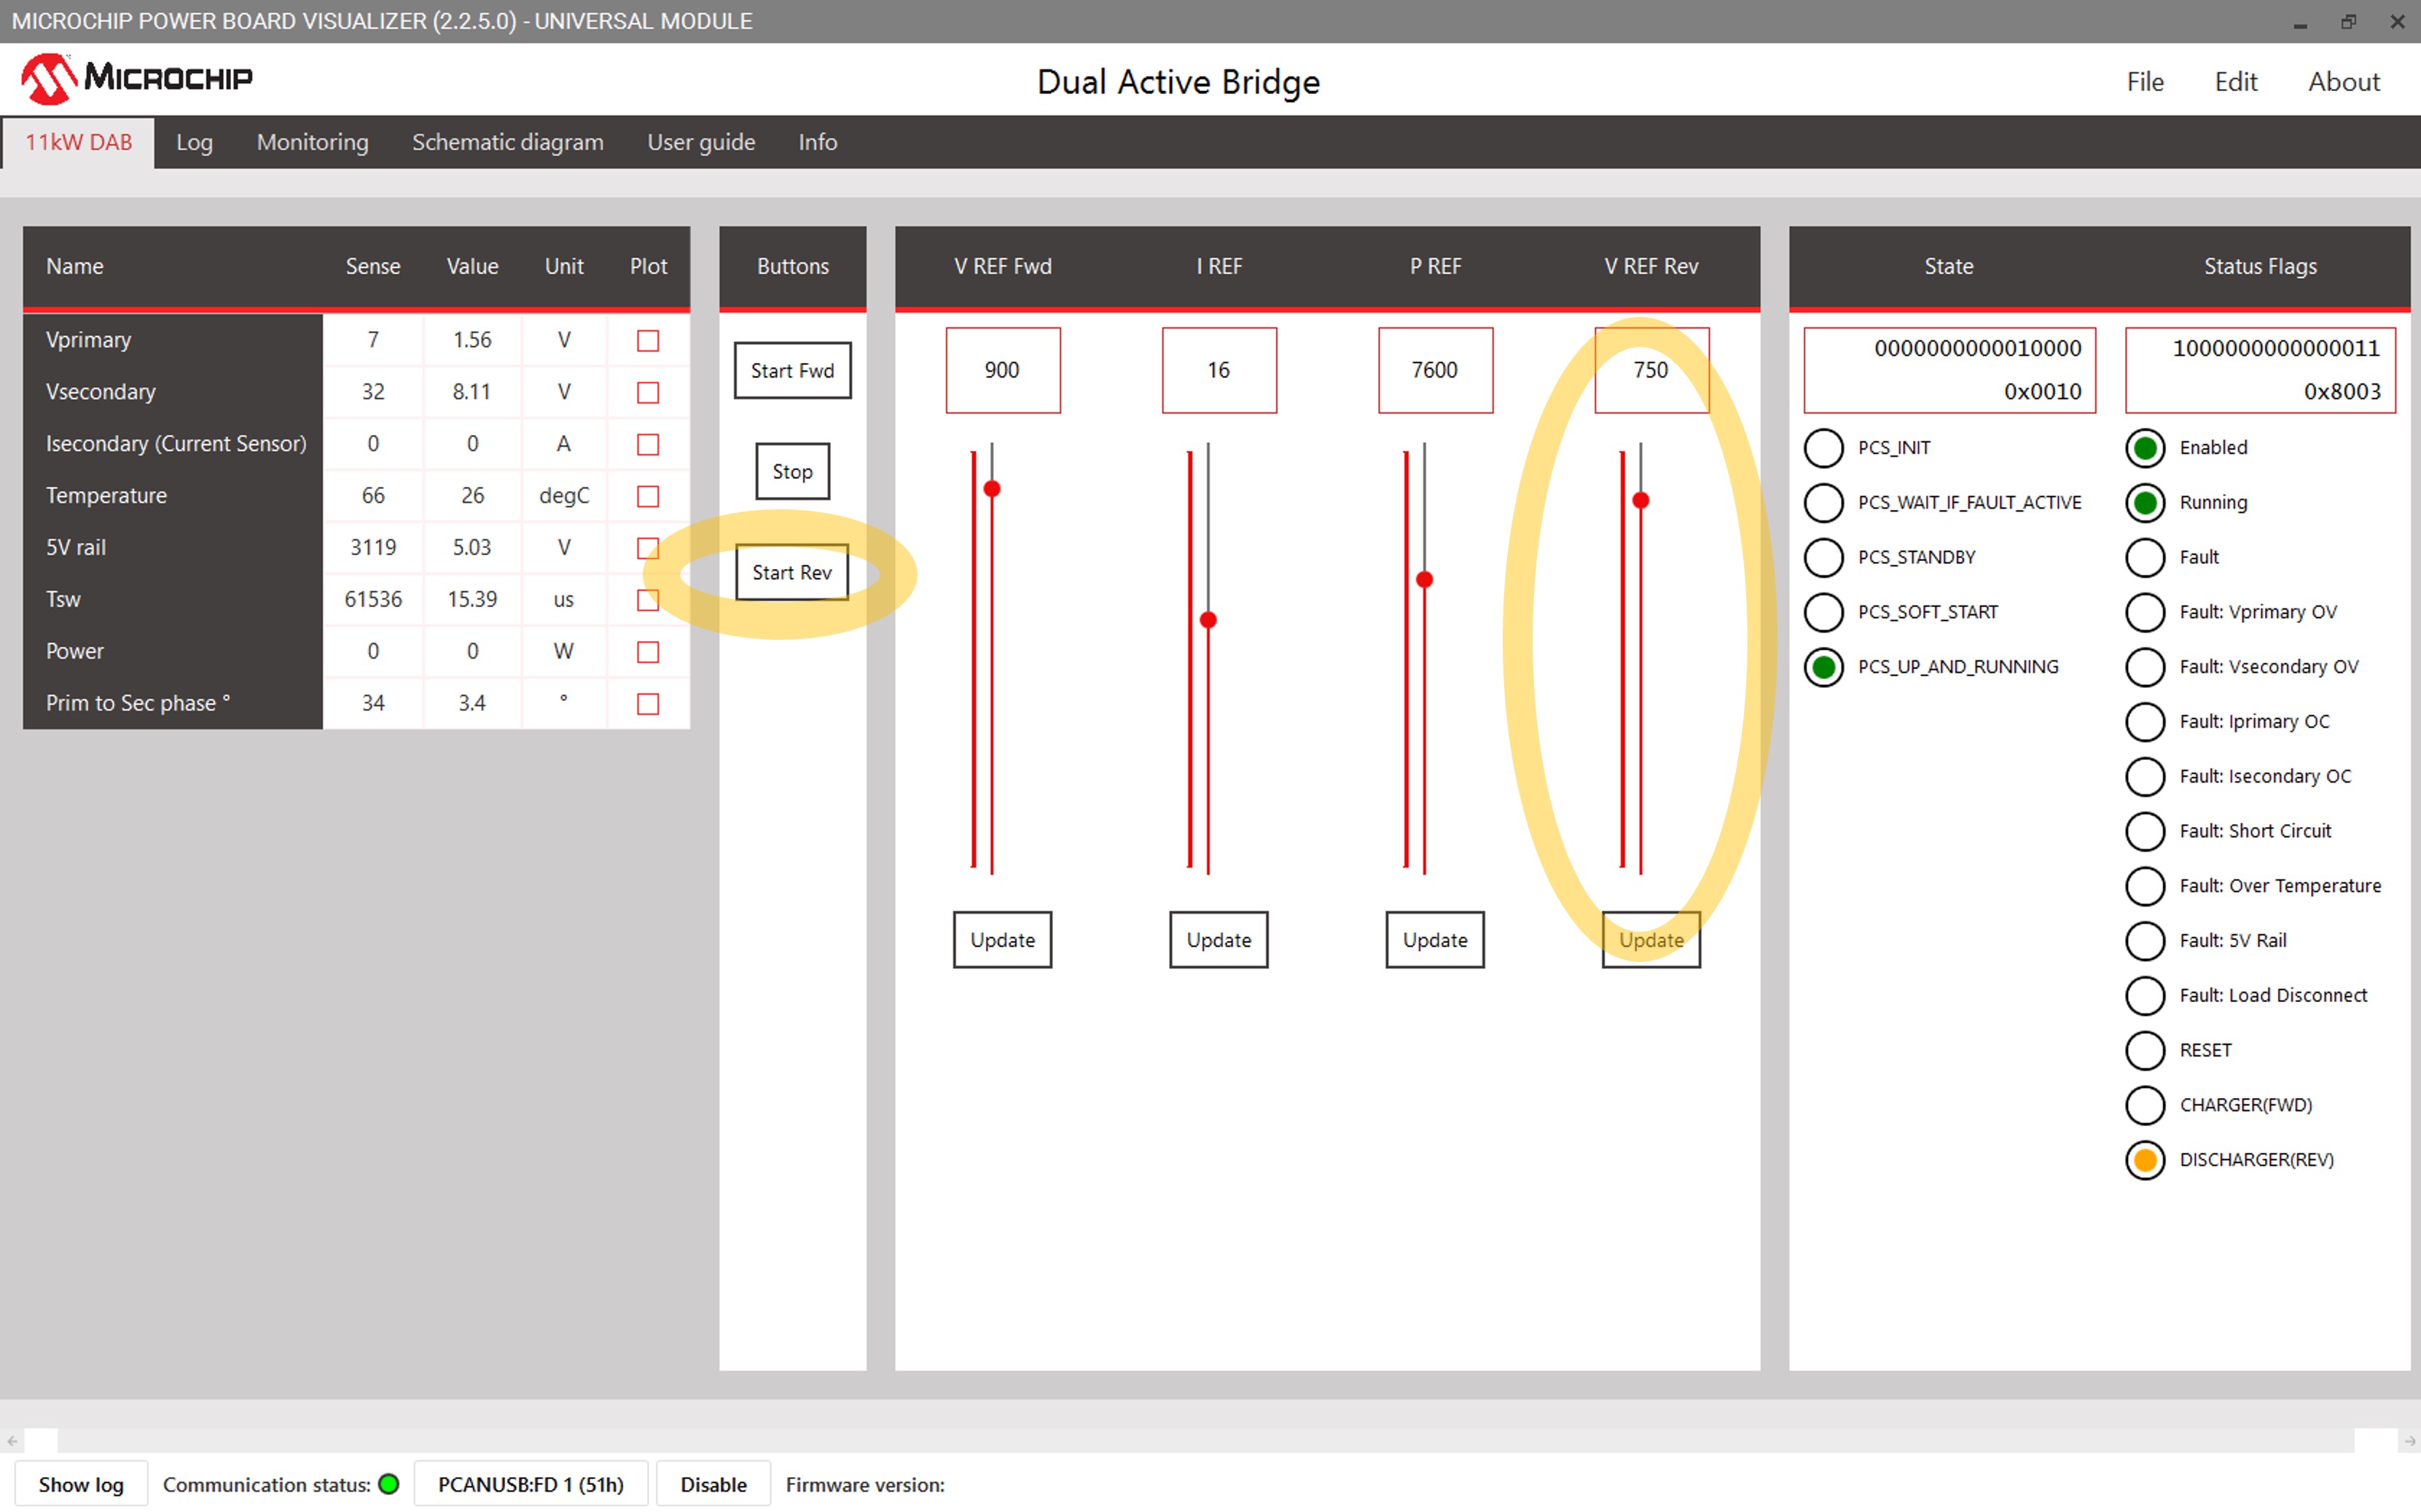 MICROCHIP POWER BOARD VISUALIZER (2.2.5.0) - UNIVERSAL MODULE
MICROCHIP
Dual Active Bridge
File Edit About
11kW DAB Log Monitoring Schematic diagram User guide Info
Name Sense Value Unit Plot
Vprimary 7 1.56 V
Vsecondary 32 8.11 V
Isecondary (Current Sensor) 0 0 A
Temperature 66 26 degC
5V rail 3119 5.03 V
Tsw 61536 15.39 us
Power 0 0 W
Prim to Sec phase ° 34 3.4 °
Buttons
Start Fwd
Stop
Start Rev
V REF Fwd I REF P REF V REF Rev
900 16 7600 750
Update Update Update Update
State
0000000000010000
0x0010
PCS_INIT
PCS_WAIT_IF_FAULT_ACTIVE
PCS_STANDBY
PCS_SOFT_START
PCS_UP_AND_RUNNING
Status Flags
1000000000000011
0x8003
Enabled
Running
Fault
Fault: Vprimary OV
Fault: Vsecondary OV
Fault: Iprimary OC
Fault: Isecondary OC
Fault: Short Circuit
Fault: Over Temperature
Fault: 5V Rail
Fault: Load Disconnect
RESET
CHARGER(FWD)
DISCHARGER(REV)
Show log Communication status: PCANUSB:FD 1 (51h) Disable Firmware version: